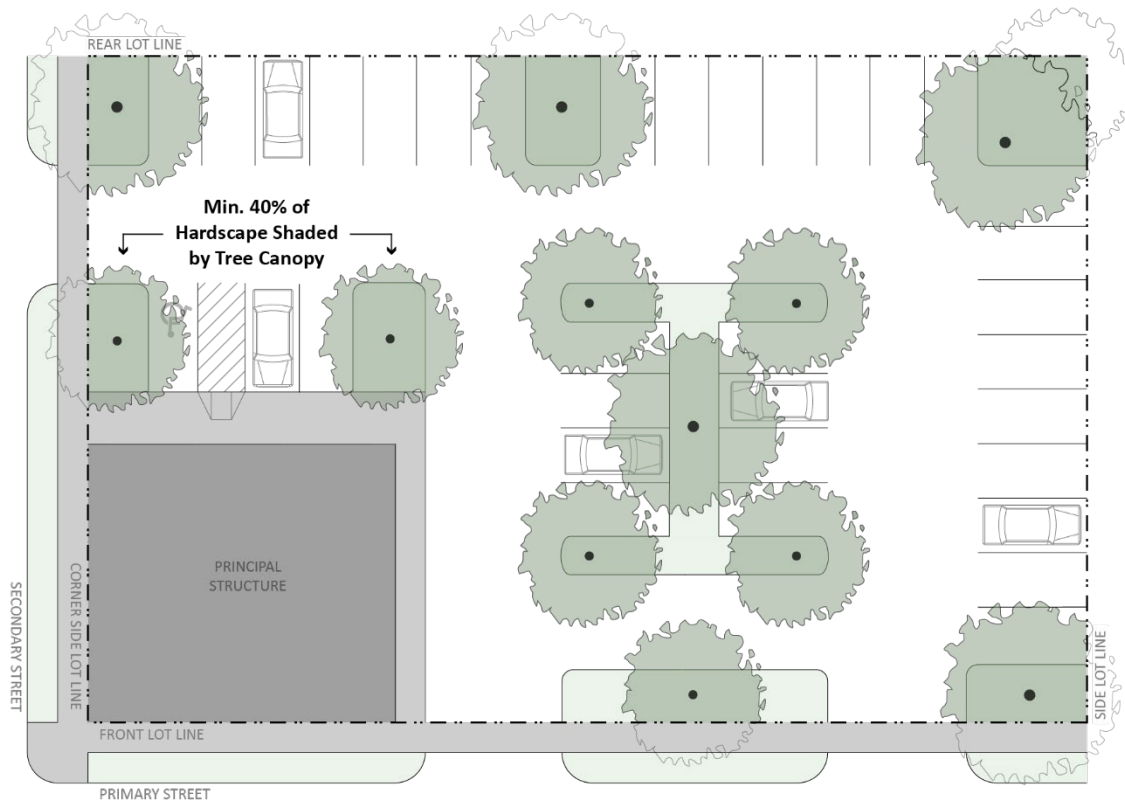 REAR LOT LINE
Min. 40% of
Hardscape Shaded
by Tree Canopy
PRINCIPAL
STRUCTURE
SECONDARY STREET
CORNER SIDE LOT LINE
SIDE LOT LINE
FRONT LOT LINE
PRIMARY STREET